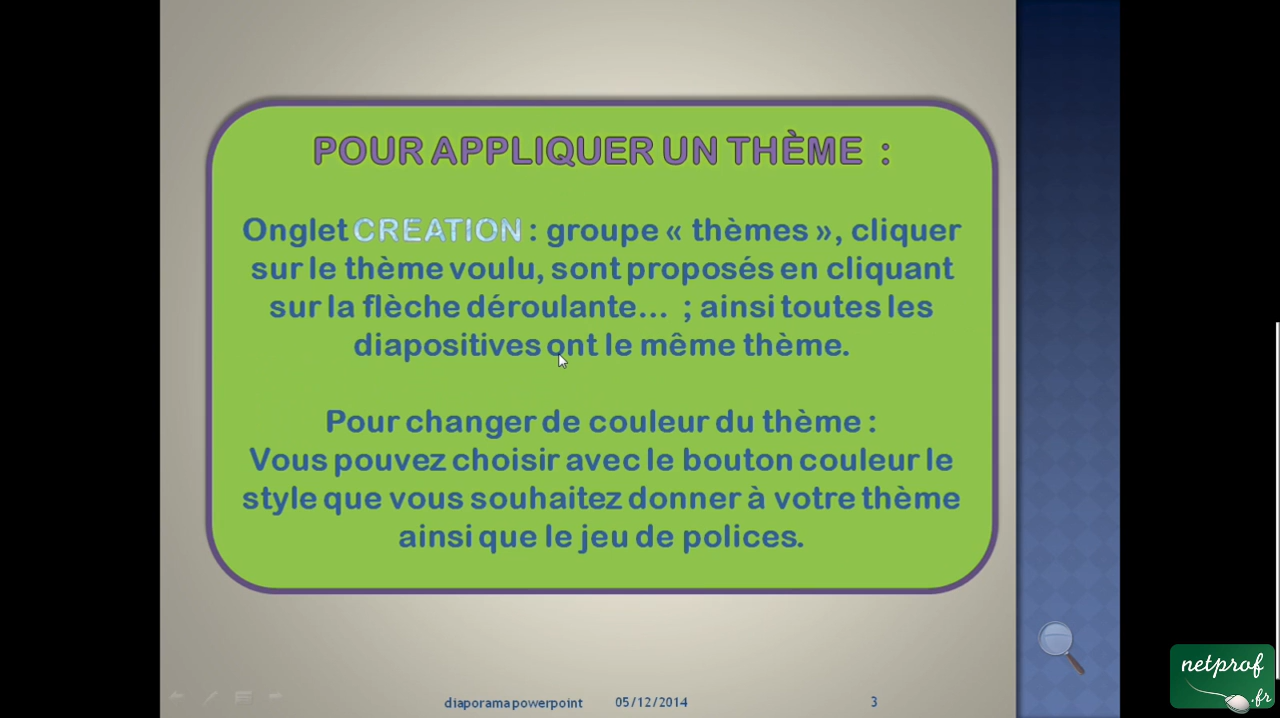 POUR APPLIQUER UN THÈME :
Onglet CREATION : groupe « thèmes », cliquer
sur le thème voulu, sont proposés en cliquant
sur la flèche déroulante... ; ainsi toutes les
diapositives ont le même thème.
Pour changer de couleur du thème :
Vous pouvez choisir avec le bouton couleur le
style que vous souhaitez donner à votre thème
ainsi que le jeu de polices.
diaporama powerpoint 05/12/2014 3
netprof
.fr